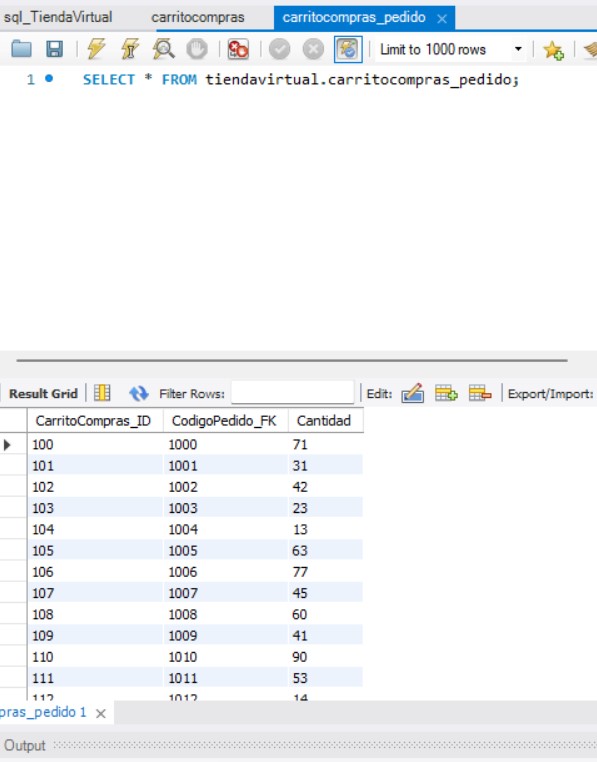 sql_TiendaVirtual carritocompras carritocompras_pedido
Limit to 1000 rows
1 SELECT * FROM tiendavirtual.carritocompras_pedido;
Result Grid Filter Rows: Edit: Export/Import:
CarritoCompras_ID CodigoPedido_FK Cantidad
100 1000 71
101 1001 31
102 1002 42
103 1003 23
104 1004 13
105 1005 63
106 1006 77
107 1007 45
108 1008 60
109 1009 41
110 1010 90
111 1011 53
112 1012 14
pras_pedido 1
Output